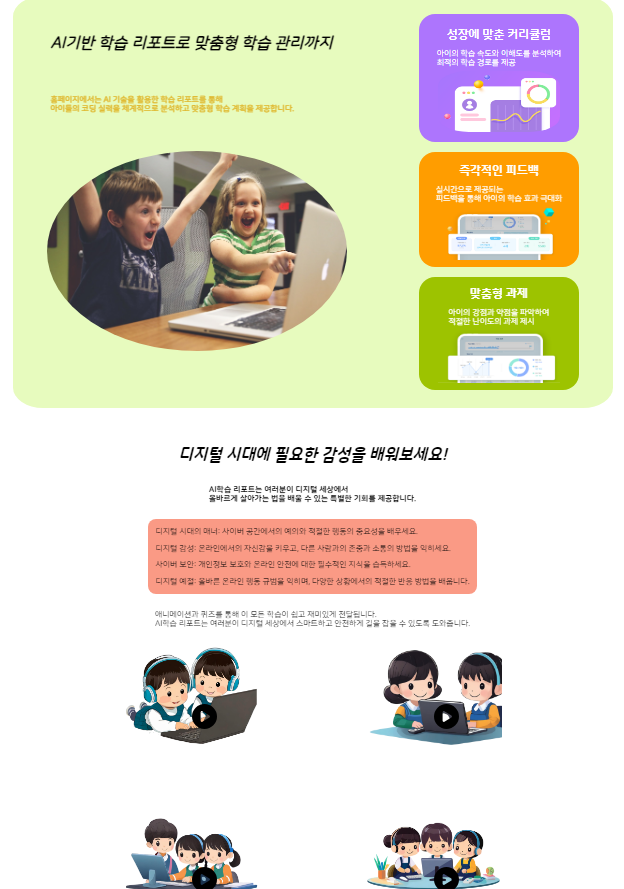 AI기반 학습 리포트로 맞춤형 학습 관리까지
홈페이지에서는 AI 기술을 활용한 학습 리포트를 통해
아이들의 코딩 실력을 체계적으로 분석하고 맞춤형 학습 계획을 제공합니다.
성장에 맞춘 커리큘럼
아이의 학습 속도와 이해도를 분석하여
최적의 학습 경로를 제공
즉각적인 피드백
실시간으로 제공되는
피드백을 통해 아이의 학습 효과 극대화
맞춤형 과제
아이의 강점과 약점을 파악하여
적절한 난이도의 과제 제시
디지털 시대에 필요한 감성을 배워보세요!
AI학습 리포트는 여러분이 디지털 세상에서
올바르게 살아가는 법을 배울 수 있는 특별한 기회를 제공합니다.
디지털 시대의 매너: 사이버 공간에서의 예의와 적절한 행동의 중요성을 배우세요.
디지털 감성: 온라인에서의 자신감을 키우고, 다른 사람과의 존중과 소통의 방법을 익히세요.
사이버 보안: 개인정보 보호와 온라인 안전에 대한 필수적인 지식을 습득하세요.
디지털 예절: 올바른 온라인 행동 규범을 익히며, 다양한 상황에서의 적절한 반응 방법을 배웁니다.
애니메이션과 퀴즈를 통해 이 모든 학습이 쉽고 재미있게 전달됩니다.
AI학습 리포트는 여러분이 디지털 세상에서 스마트하고 안전하게 길을 잡을 수 있도록 도와줍니다.